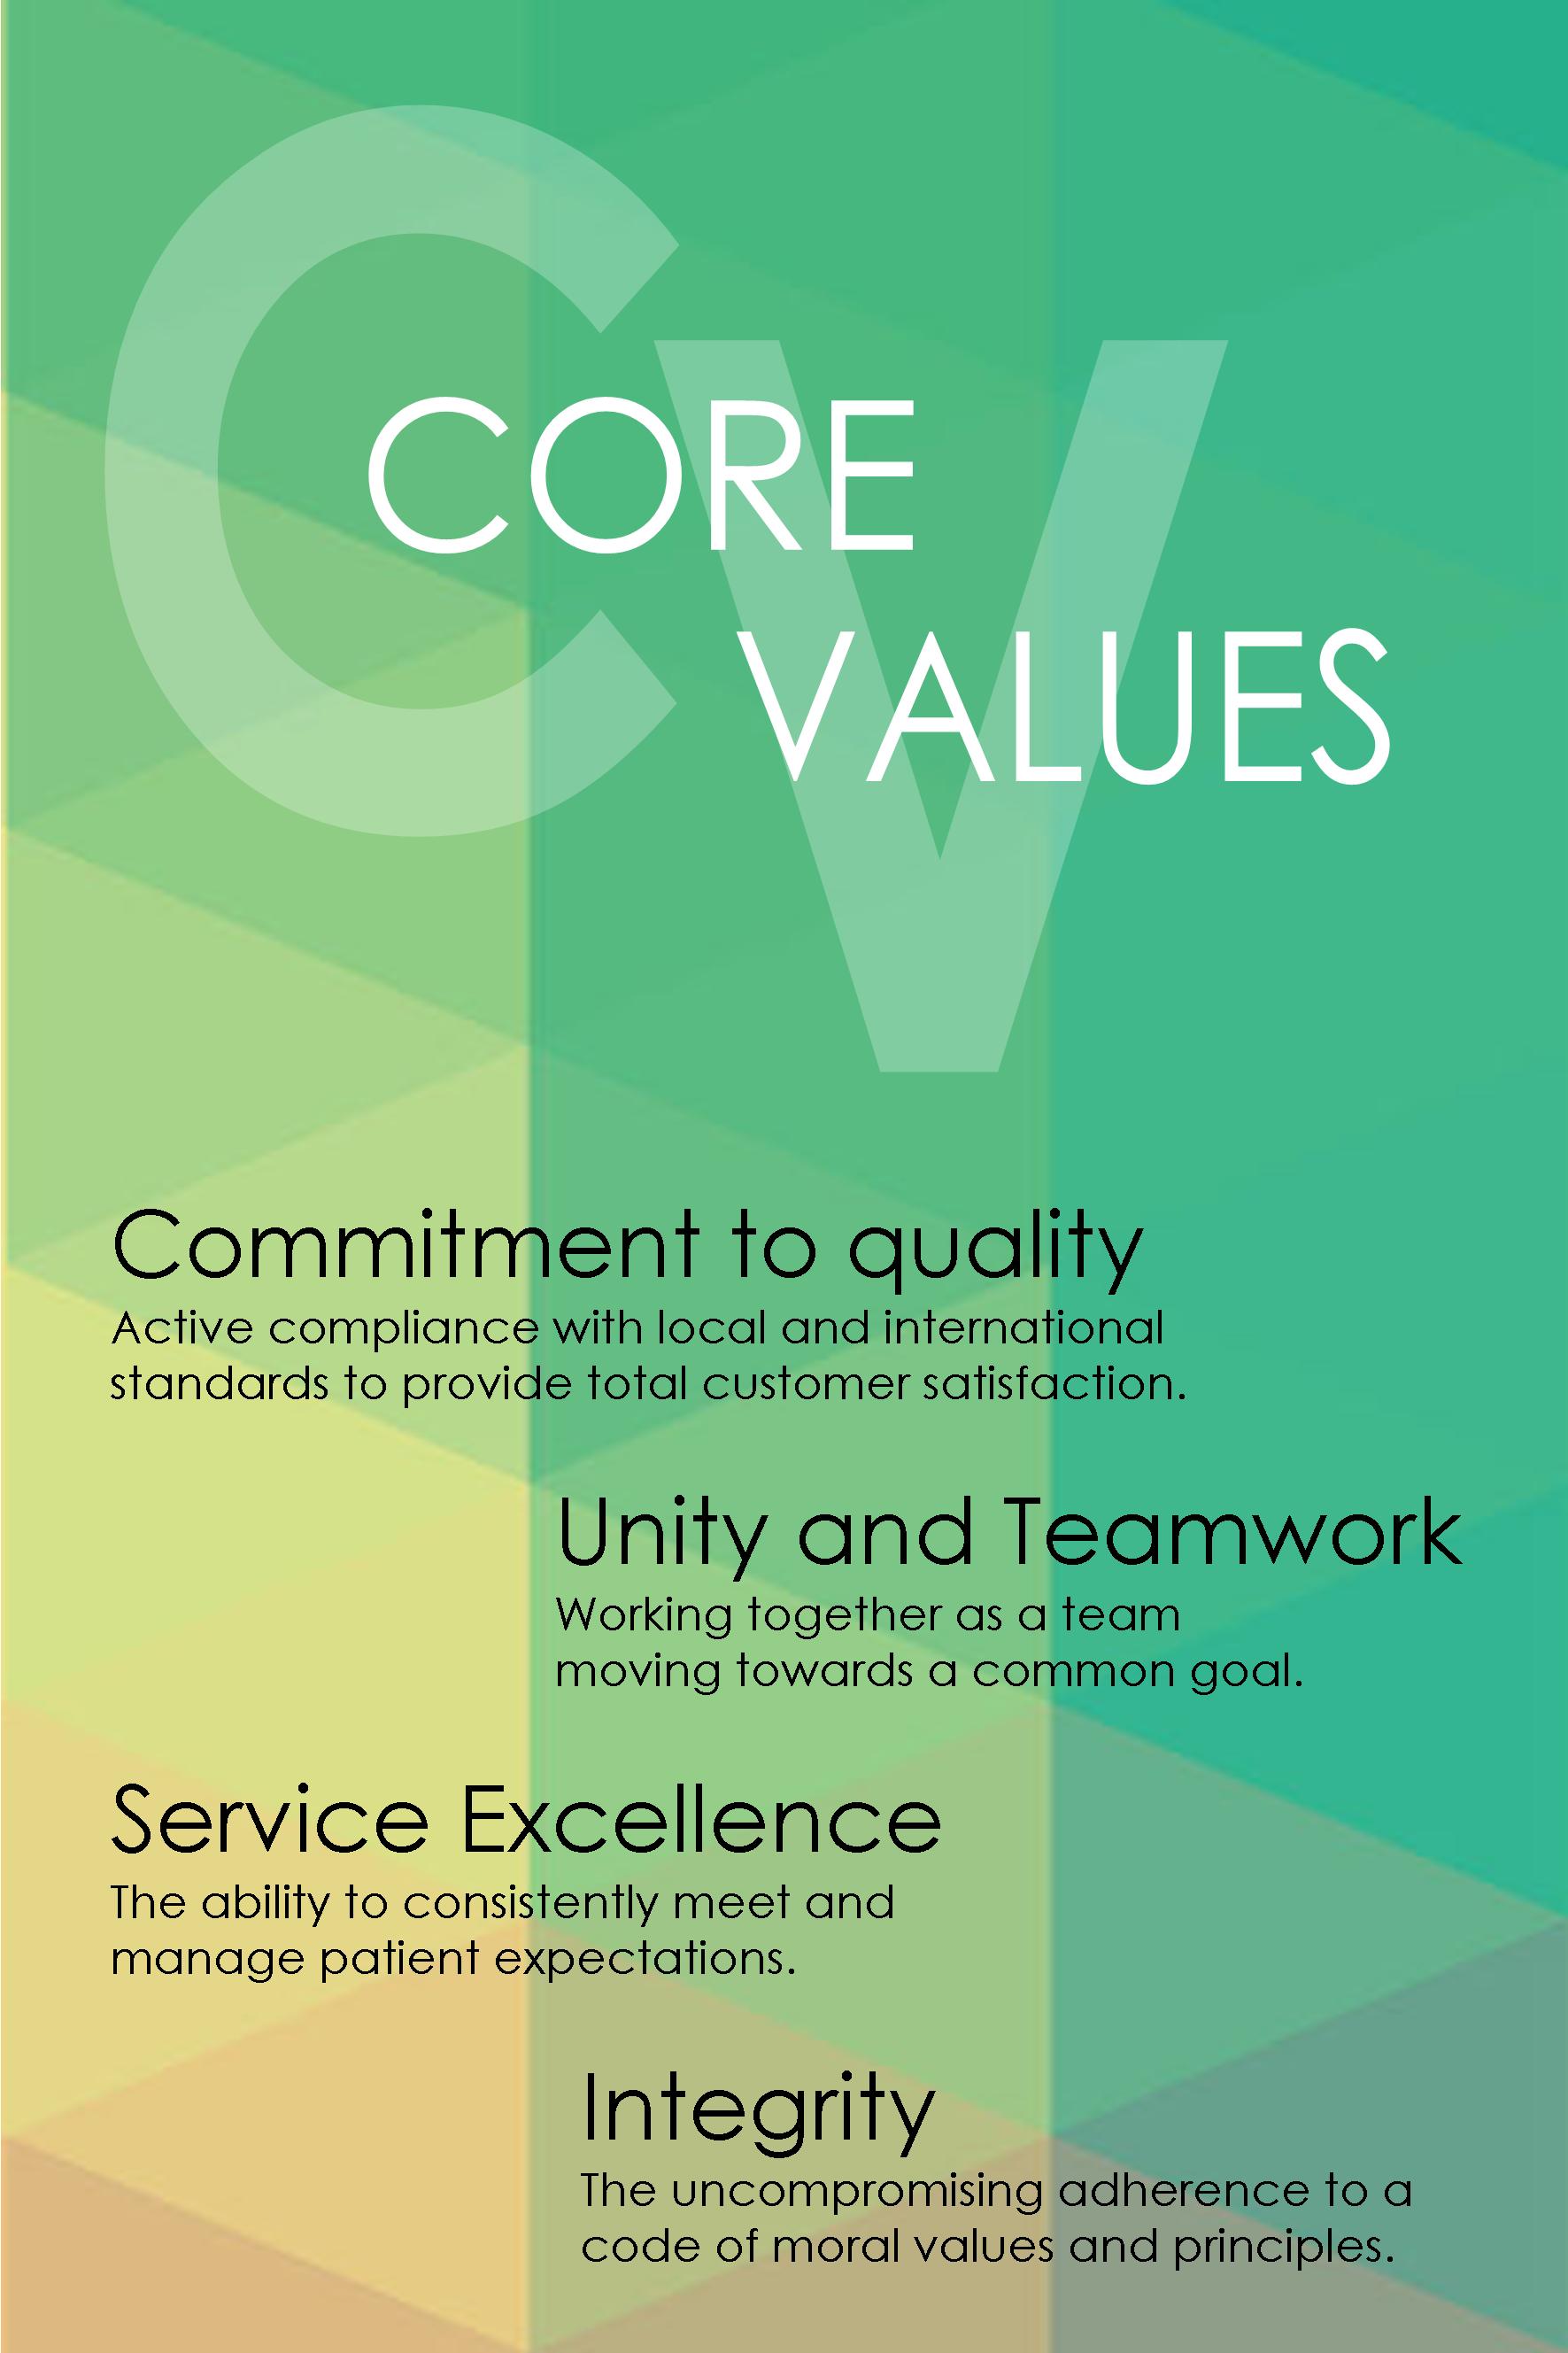 CV
CORE
VALUES
Commitment to quality
Active compliance with local and international
standards to provide total customer satisfaction.
Unity and Teamwork
Working together as a team
moving towards a common goal.
Service Excellence
The ability to consistently meet and
manage patient expectations.
Integrity
The uncompromising adherence to a
code of moral values and principles.